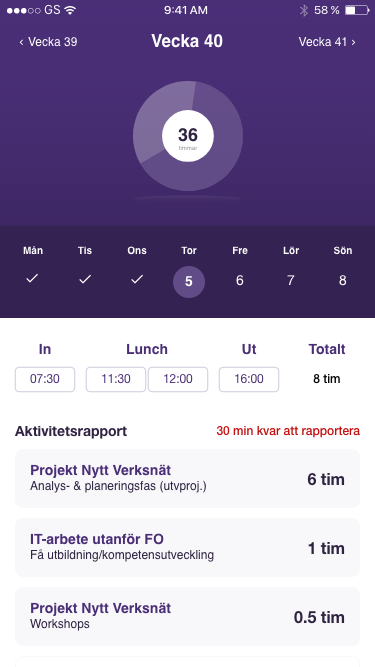 GS 9:41 AM 58 %
‹ Vecka 39 Vecka 40 Vecka 41 ›
36
timmar
Mån Tis Ons Tor Fre Lör Sön
5 6 7 8
In Lunch Ut Totalt
07:30 11:30 12:00 16:00 8 tim
Aktivitetsrapport 30 min kvar att rapportera
Projekt Nytt Verksnät
Analys- & planeringsfas (utvproj.)
6 tim
IT-arbete utanför FO
Få utbildning/kompetensutveckling
1 tim
Projekt Nytt Verksnät
Workshops
0.5 tim